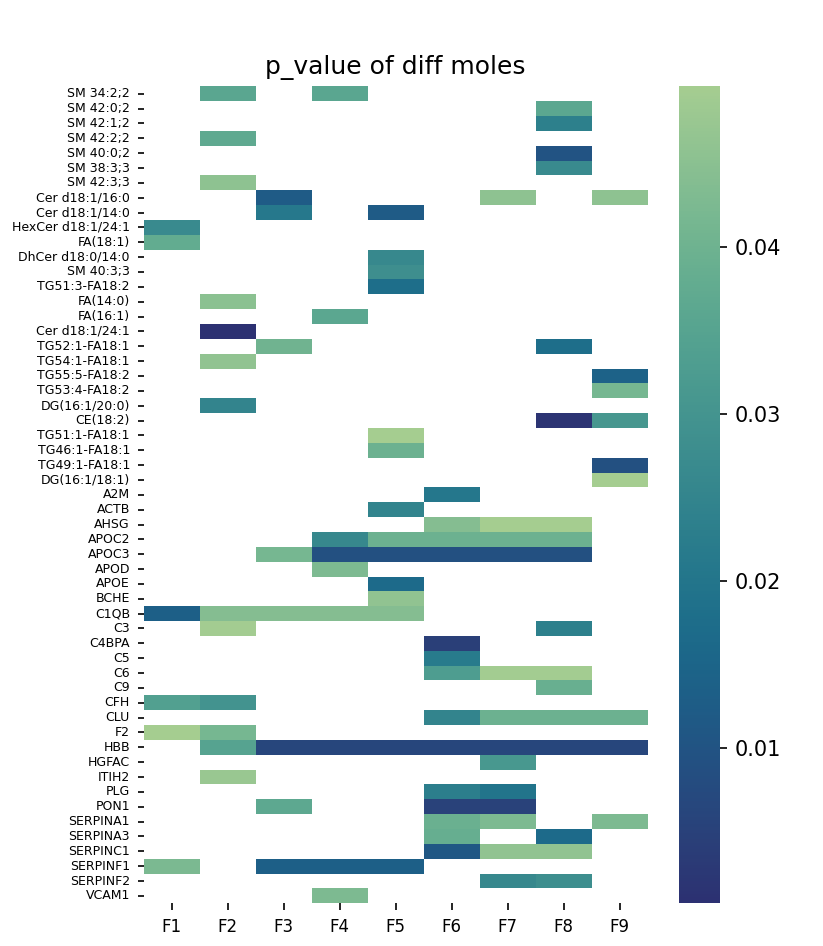 p_value of diff moles
SM 34:2;2
SM 42:0;2
SM 42:1;2
SM 42:2;2
SM 40:0;2
SM 38:3;3
SM 42:3;3
Cer d18:1/16:0
Cer d18:1/14:0
HexCer d18:1/24:1
FA(18:1)
DhCer d18:0/14:0
SM 40:3;3
TG51:3-FA18:2
FA(14:0)
FA(16:1)
Cer d18:1/24:1
TG52:1-FA18:1
TG54:1-FA18:1
TG55:5-FA18:2
TG53:4-FA18:2
DG(16:1/20:0)
CE(18:2)
TG51:1-FA18:1
TG46:1-FA18:1
TG49:1-FA18:1
DG(16:1/18:1)
A2M
ACTB
AHSG
APOC2
APOC3
APOD
APOE
BCHE
C1QB
C3
C4BPA
C5
C6
C9
CFH
CLU
F2
HBB
HGFAC
ITIH2
PLG
PON1
SERPINA1
SERPINA3
SERPINC1
SERPINF1
SERPINF2
VCAM1
F1 F2 F3 F4 F5 F6 F7 F8 F9
0.04
0.03
0.02
0.01